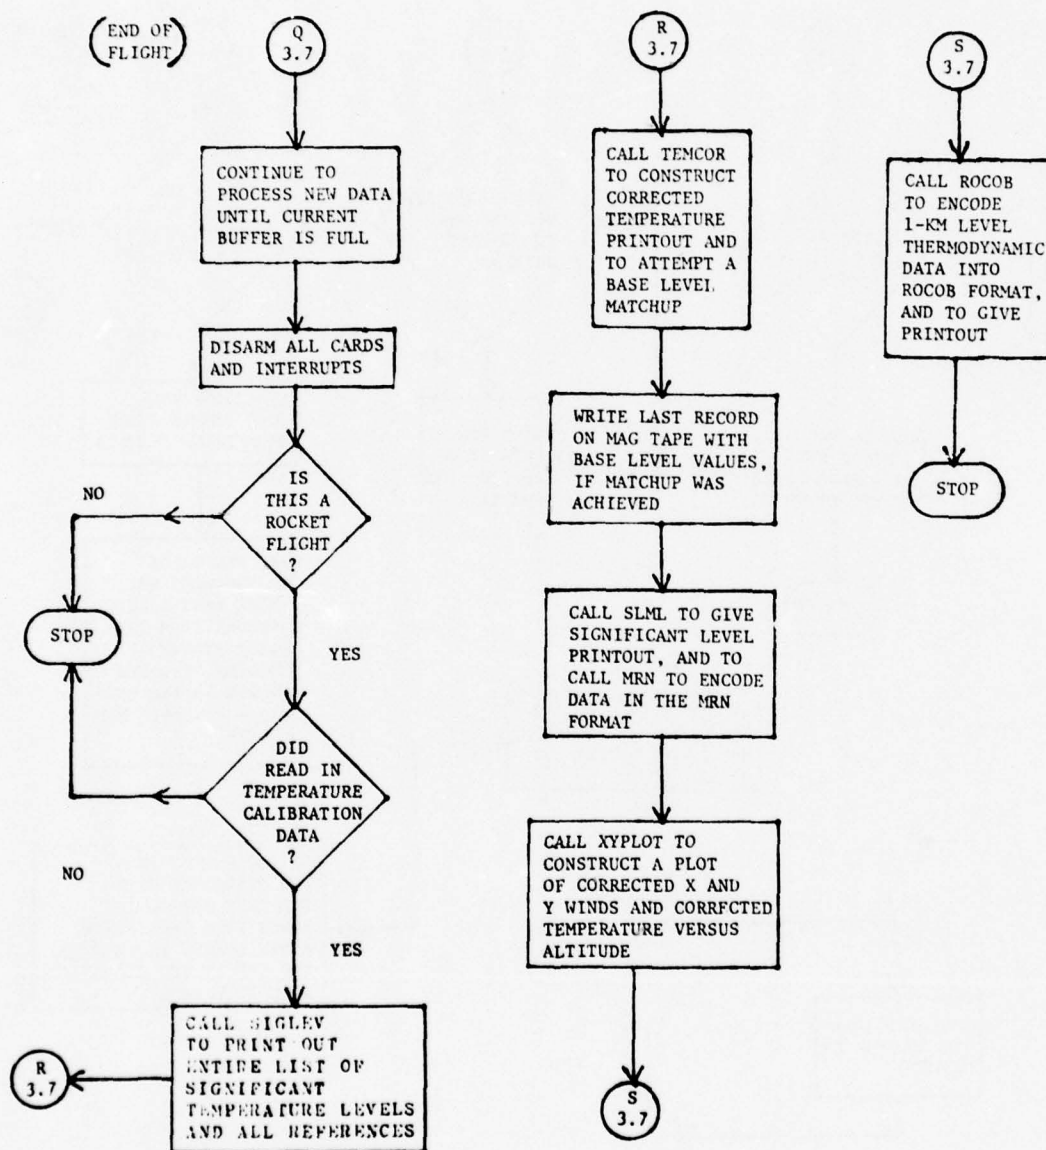 (END OF
FLIGHT)
Q
3.7
CONTINUE TO
PROCESS NEW DATA
UNTIL CURRENT
BUFFER IS FULL
DISARM ALL CARDS
AND INTERRUPTS
IS
THIS A
ROCKET
FLIGHT
?
NO
STOP
YES
DID
READ IN
TEMPERATURE
CALIBRATION
DATA
?
NO
YES
CALL SIGLEV
TO PRINT OUT
ENTIRE LIST OF
SIGNIFICANT
TEMPERATURE LEVELS
AND ALL REFERENCES
R
3.7
R
3.7
CALL TEMCOR
TO CONSTRUCT
CORRECTED
TEMPERATURE
PRINTOUT AND
TO ATTEMPT A
BASE LEVEL
MATCHUP
WRITE LAST RECORD
ON MAG TAPE WITH
BASE LEVEL VALUES,
IF MATCHUP WAS
ACHIEVED
CALL SLML TO GIVE
SIGNIFICANT LEVEL
PRINTOUT, AND TO
CALL MRN TO ENCODE
DATA IN THE MRN
FORMAT
CALL XYPLOT TO
CONSTRUCT A PLOT
OF CORRECTED X AND
Y WINDS AND CORRECTED
TEMPERATURE VERSUS
ALTITUDE
S
3.7
S
3.7
CALL ROCOB
TO ENCODE
1-KM LEVEL
THERMODYNAMIC
DATA INTO
ROCOB FORMAT,
AND TO GIVE
PRINTOUT
STOP